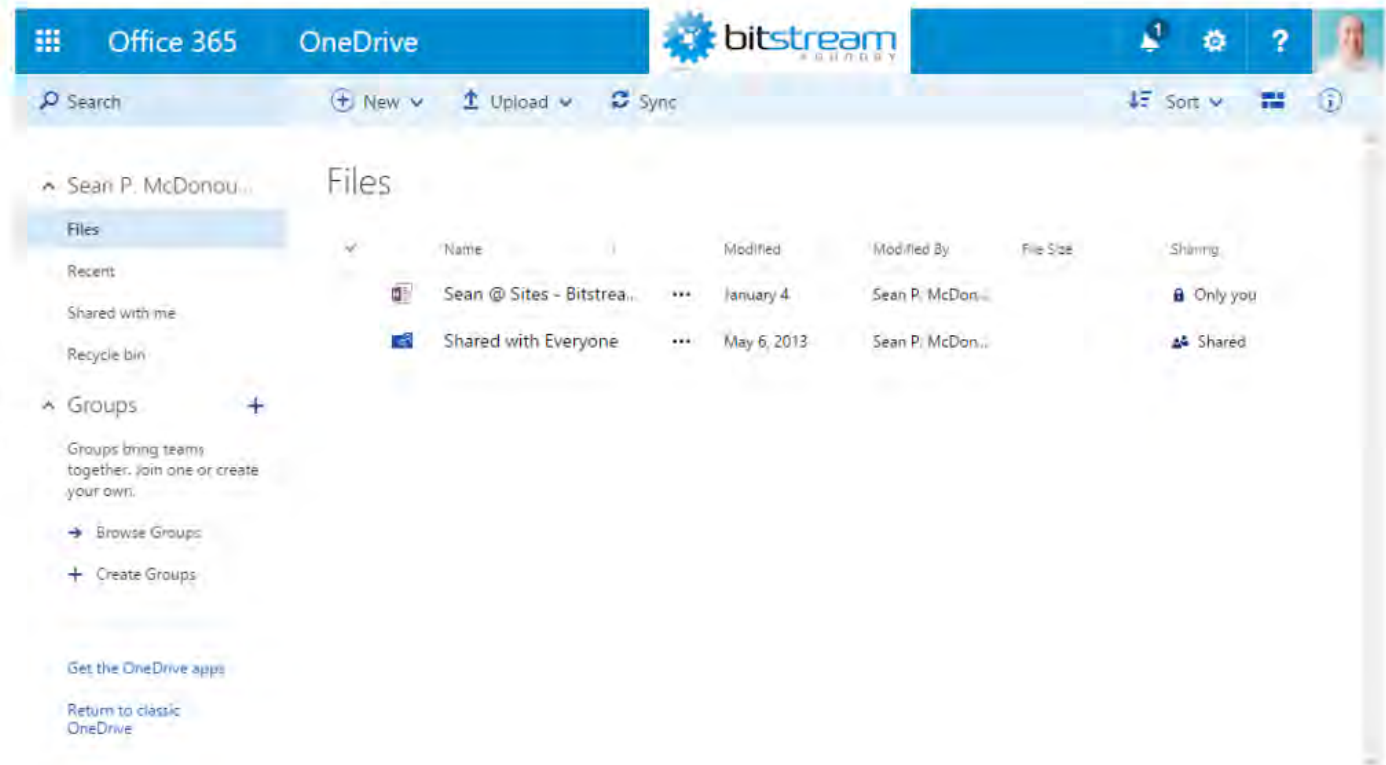 Office 365
OneDrive
bitstream
FOUNDRY
1
?
Search
New
Upload
Sync
Sort
Sean P. McDonou...
Files
Recent
Shared with me
Recycle bin
Groups
Groups bring teams
together. Join one or create
your own.
Browse Groups
Create Groups
Get the OneDrive apps
Return to classic
OneDrive
Files
Name Modified Modified By File Size Sharing
Sean @ Sites - Bitstrea... ... January 4 Sean P. McDon... Only you
Shared with Everyone ... May 6, 2013 Sean P. McDon... Shared